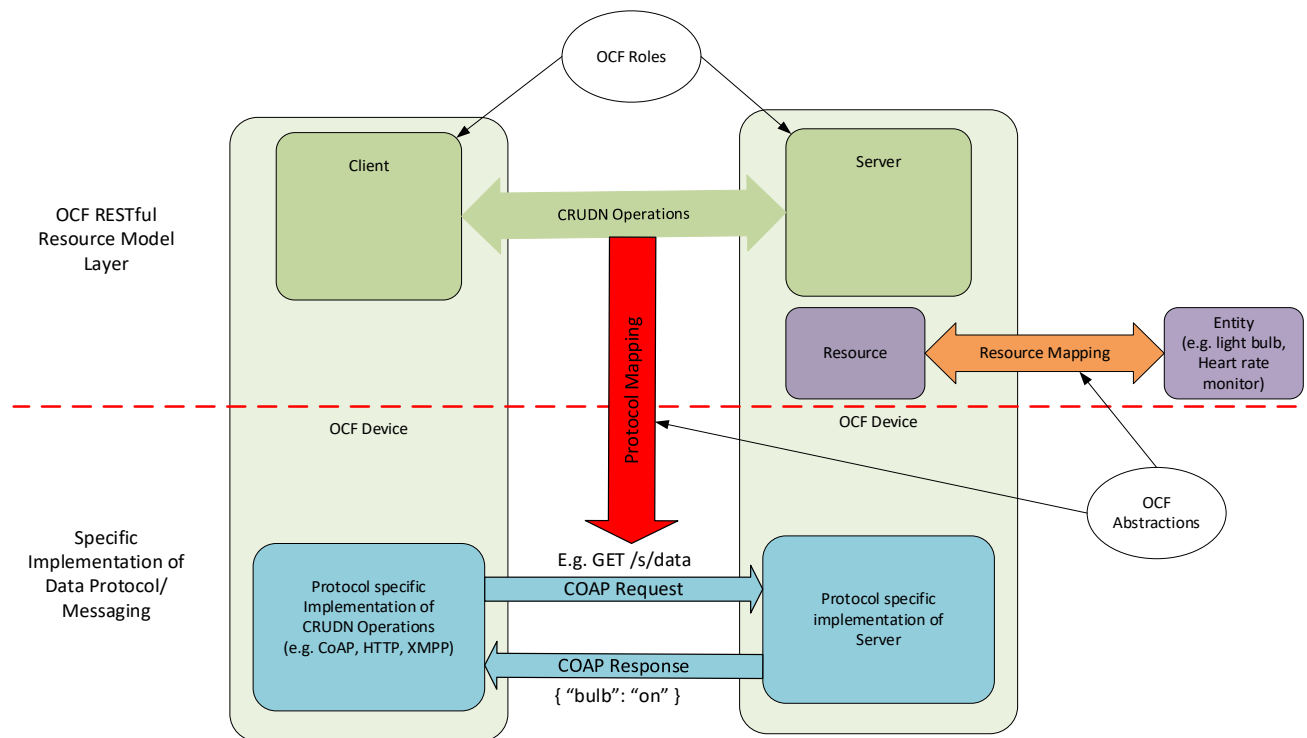 OCF Roles
Client
Server
OCF RESTful
Resource Model
Layer
CRUDN Operations
Protocol Mapping
Resource
Resource Mapping
Entity
(e.g. light bulb,
Heart rate
monitor)
OCF Device
OCF Device
OCF
Abstractions
Specific
Implementation of
Data Protocol/
Messaging
Protocol specific
Implementation of
CRUDN Operations
(e.g. CoAP, HTTP, XMPP)
E.g. GET /s/data
COAP Request
COAP Response
{ “bulb”: “on” }
Protocol specific
implementation of
Server